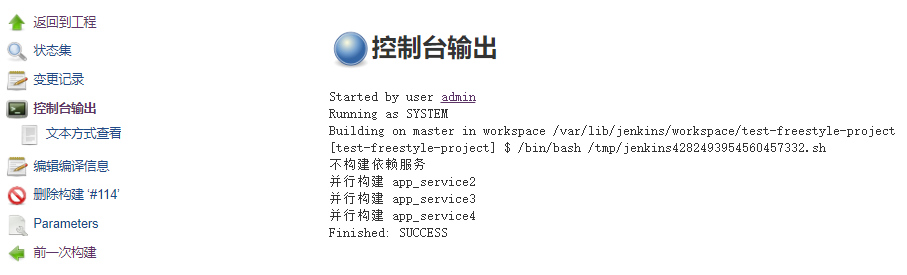 返回到工程
状态集
变更记录
控制台输出
文本方式查看
编辑编译信息
删除构建 ‘#114’
Parameters
前一次构建
控制台输出
Started by user admin
Running as SYSTEM
Building on master in workspace /var/lib/jenkins/workspace/test-freestyle-project
[test-freestyle-project] $ /bin/bash /tmp/jenkins4282493954560457332.sh
不构建依赖服务
并行构建 app_service2
并行构建 app_service3
并行构建 app_service4
Finished: SUCCESS